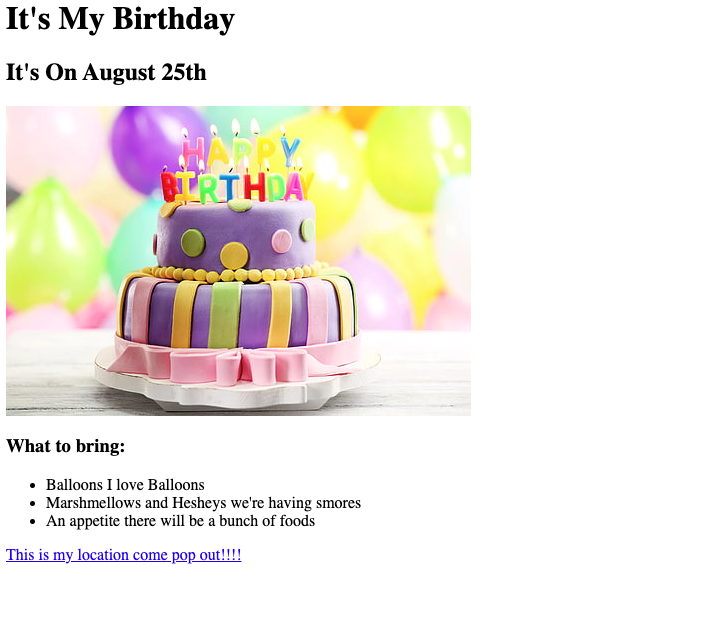 It's My Birthday
It's On August 25th
HAPPY
BIRTHDAY
What to bring:
Balloons I love Balloons
Marshmellows and Hesheys we're having smores
An appetite there will be a bunch of foods
This is my location come pop out!!!!